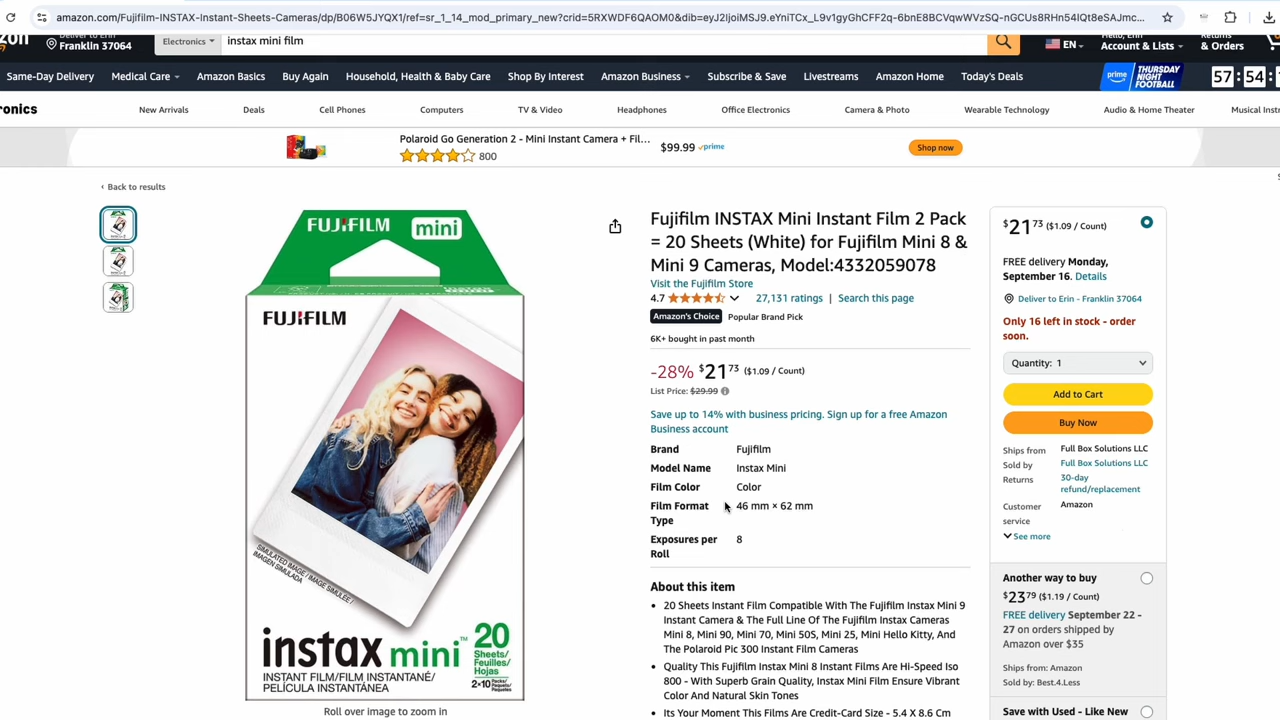 amazon.com/Fujifilm-INSTAX-Instant-Sheets-Cameras/dp/B06W5JYQX1/ref=sr_1_14_mod_primary_new?crid=5RXWDF6QAOM0&dib=eyJ2IjoiMSJ9.eYniTCx_L9v1gyGhCFF2q-6bnE8BCVqwWVzSQ-nGCUs8RHn54IQt8eSAJmc...
Franklin 37064
Electronics
instax mini film
EN
Account & Lists
& Orders
Same-Day Delivery
Medical Care
Amazon Basics
Buy Again
Household, Health & Baby Care
Shop By Interest
Amazon Business
Subscribe & Save
Livestreams
Amazon Home
Today's Deals
prime
THURSDAY
NIGHT
FOOTBALL
57 : 54 :
ronics
New Arrivals
Deals
Cell Phones
Computers
TV & Video
Headphones
Office Electronics
Camera & Photo
Wearable Technology
Audio & Home Theater
Musical Inst
Polaroid Go Generation 2 - Mini Instant Camera + Fil...
800
$99.99 prime
Shop now
‹ Back to results
FUJIFILM mini
FUJIFILM
SIMULATED IMAGE / IMAGE SIMULÉE /
IMAGEN SIMULADA
instax mini™
INSTANT FILM/FILM INSTANTANÉ/
PELÍCULA INSTANTÁNEA
20
Sheets/
Feuilles/
Hojas
Roll over image to zoom in
Fujifilm INSTAX Mini Instant Film 2 Pack
= 20 Sheets (White) for Fujifilm Mini 8 &
Mini 9 Cameras, Model:4332059078
Visit the Fujifilm Store
4.7
27,131 ratings | Search this page
Amazon's Choice
Popular Brand Pick
6K+ bought in past month
-28% $21 73 ($1.09 / Count)
List Price: $29.99
Save up to 14% with business pricing. Sign up for a free Amazon
Business account
Brand Fujifilm
Model Name Instax Mini
Film Color Color
Film Format 46 mm × 62 mm
Type
Exposures per 8
Roll
About this item
• 20 Sheets Instant Film Compatible With The Fujifilm Instax Mini 9
Instant Camera & The Full Line Of The Fujifilm Instax Cameras
Mini 8, Mini 90, Mini 70, Mini 50S, Mini 25, Mini Hello Kitty, And
The Polaroid Pic 300 Instant Film Cameras
• Quality This Fujifilm Instax Mini 8 Instant Films Are Hi-Speed Iso
800 - With Superb Grain Quality, Instax Mini Film Ensure Vibrant
Color And Natural Skin Tones
• Its Your Moment This Films Are Credit-Card Size - 5.4 X 8.6 Cm
$21 73 ($1.09 / Count)
FREE delivery Monday,
September 16. Details
Deliver to Erin - Franklin 37064
Only 16 left in stock - order
soon.
Quantity: 1
Add to Cart
Buy Now
Ships from Full Box Solutions LLC
Sold by Full Box Solutions LLC
Returns 30-day
refund/replacement
Customer Amazon
service
See more
Another way to buy
$23 79 ($1.19 / Count)
FREE delivery September 22 -
27 on orders shipped by
Amazon over $35
Ships from: Amazon
Sold by: Best.4.Less
Save with Used - Like New